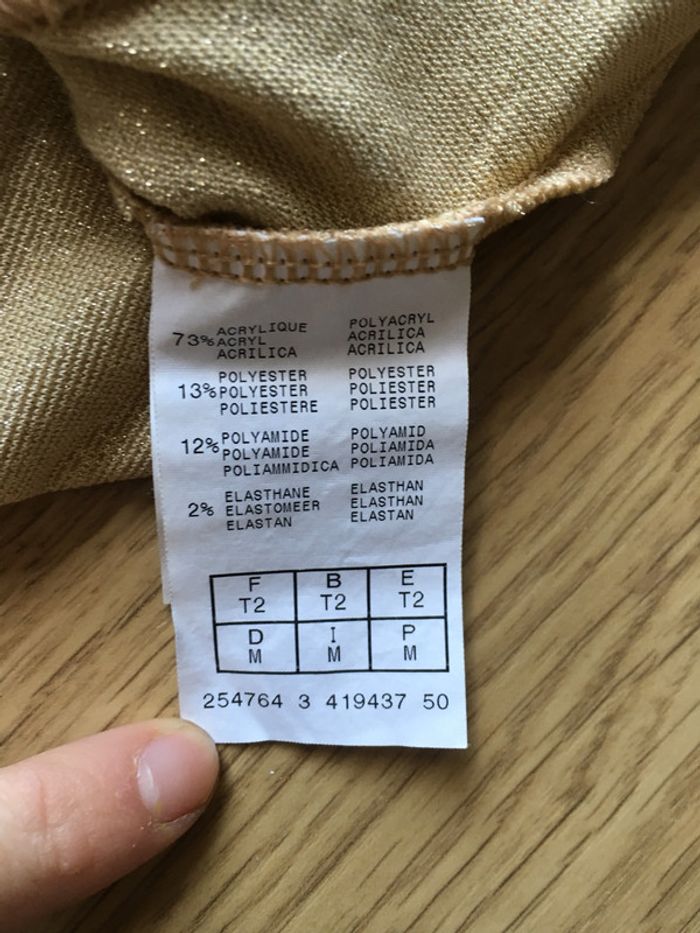 73% ACRYLIQUE POLYACRYL
ACRYL ACRILICA
ACRILICA ACRILICA
13% POLYESTER POLYESTER
POLYESTER POLIESTER
POLIESTERE POLIESTER
12% POLYAMIDE POLYAMID
POLYAMIDE POLIAMIDA
POLIAMMIDICA POLIAMIDA
2% ELASTHANE ELASTHAN
ELASTOMEER ELASTHAN
ELASTAN ELASTAN
F B E
T2 T2 T2
D I P
M M M
254764 3 419437 50